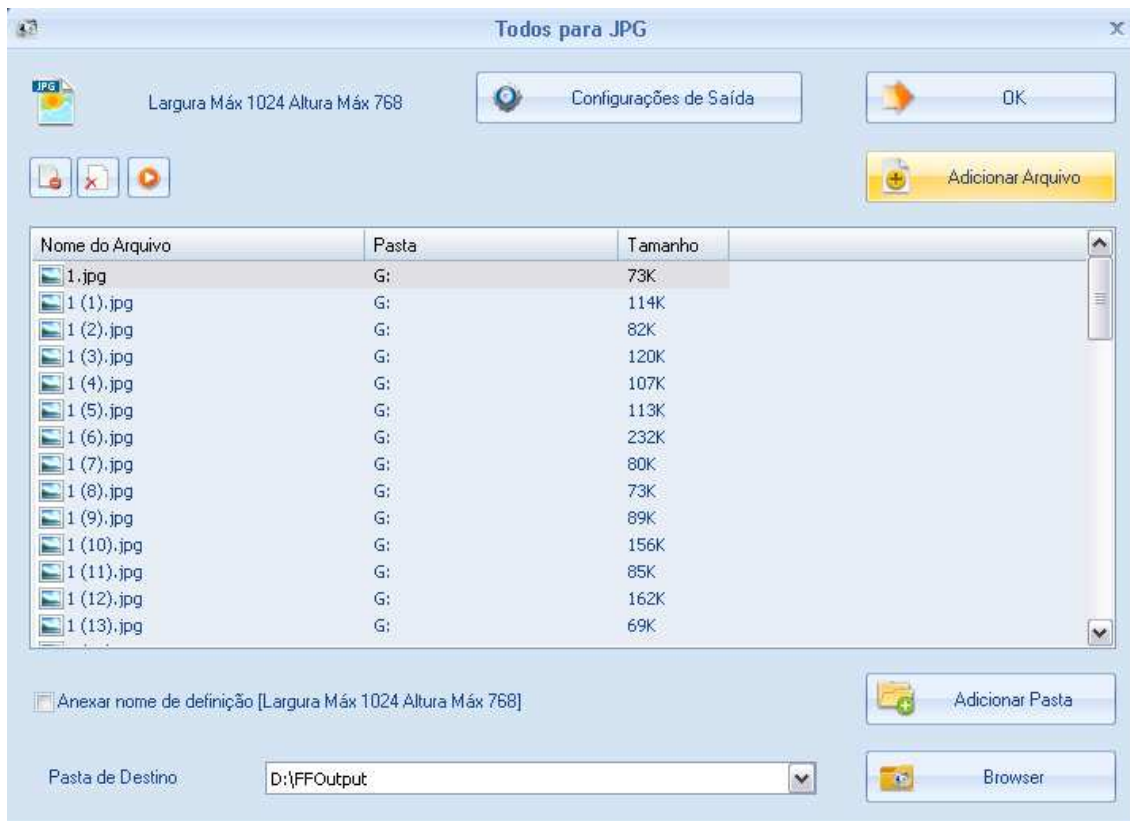 Todos para JPG
JPG
Largura Máx 1024 Altura Máx 768
Configurações de Saída
OK
Adicionar Arquivo
Nome do Arquivo Pasta Tamanho
1.jpg G: 73K
1 (1).jpg G: 114K
1 (2).jpg G: 82K
1 (3).jpg G: 120K
1 (4).jpg G: 107K
1 (5).jpg G: 113K
1 (6).jpg G: 232K
1 (7).jpg G: 80K
1 (8).jpg G: 73K
1 (9).jpg G: 89K
1 (10).jpg G: 156K
1 (11).jpg G: 85K
1 (12).jpg G: 162K
1 (13).jpg G: 69K
Anexar nome de definição [Largura Máx 1024 Altura Máx 768]
Adicionar Pasta
Pasta de Destino
D:\FFOutput
Browser